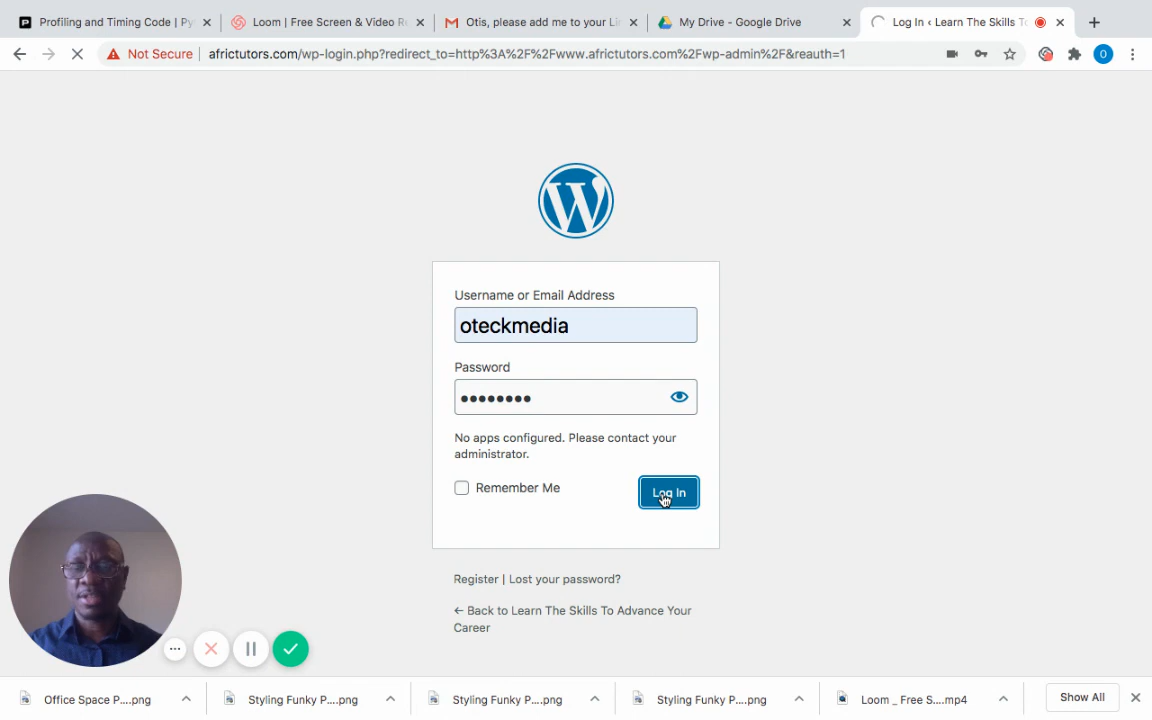 Profiling and Timing Code | Py
Loom | Free Screen & Video Re
Otis, please add me to your Lin
My Drive - Google Drive
Log In ‹ Learn The Skills To
Not Secure
africtutors.com/wp-login.php?redirect_to=http%3A%2F%2Fwww.africtutors.com%2Fwp-admin%2F&reauth=1
O
W
Username or Email Address
oteckmedia
Password
No apps configured. Please contact your
administrator.
Remember Me
Log In
Register | Lost your password?
← Back to Learn The Skills To Advance Your
Career
Office Space P....png
Styling Funky P....png
Styling Funky P....png
Styling Funky P....png
Loom _ Free S....mp4
Show All